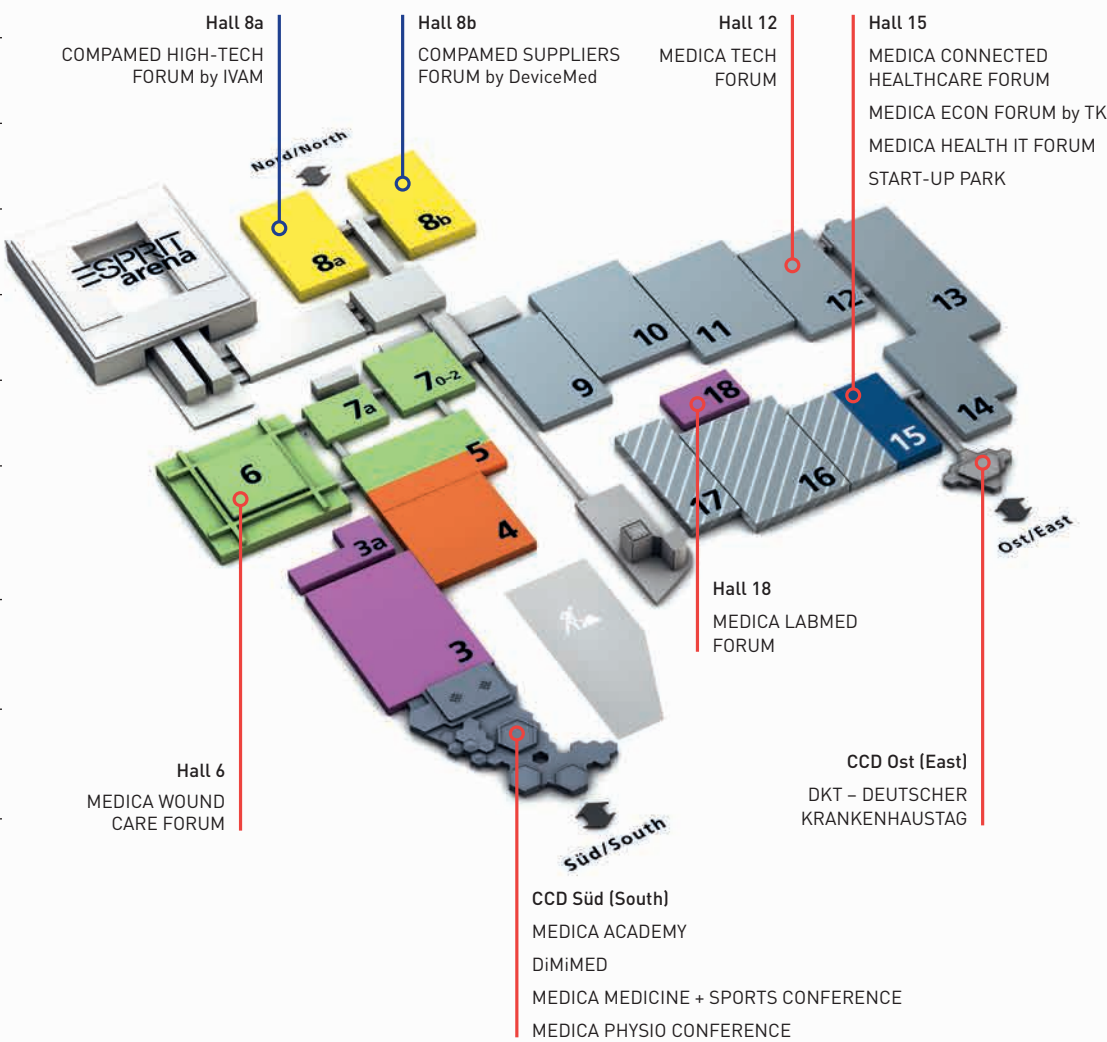 Hall 8a
COMPAMED HIGH-TECH
FORUM by IVAM
Hall 8b
COMPAMED SUPPLIERS
FORUM by DeviceMed
Hall 12
MEDICA TECH
FORUM
Hall 15
MEDICA CONNECTED
HEALTHCARE FORUM
MEDICA ECON FORUM by TK
MEDICA HEALTH IT FORUM
START-UP PARK
Nord/North
ESPRIT
arena
8a
8b
9
10
11
12
13
14
15
16
17
18
7a
7 0–2
6
5
4
3a
3
Ost/East
Hall 18
MEDICA LABMED
FORUM
Hall 6
MEDICA WOUND
CARE FORUM
CCD Ost (East)
DKT – DEUTSCHER
KRANKENHAUSTAG
Süd/South
CCD Süd (South)
MEDICA ACADEMY
DiMiMED
MEDICA MEDICINE + SPORTS CONFERENCE
MEDICA PHYSIO CONFERENCE